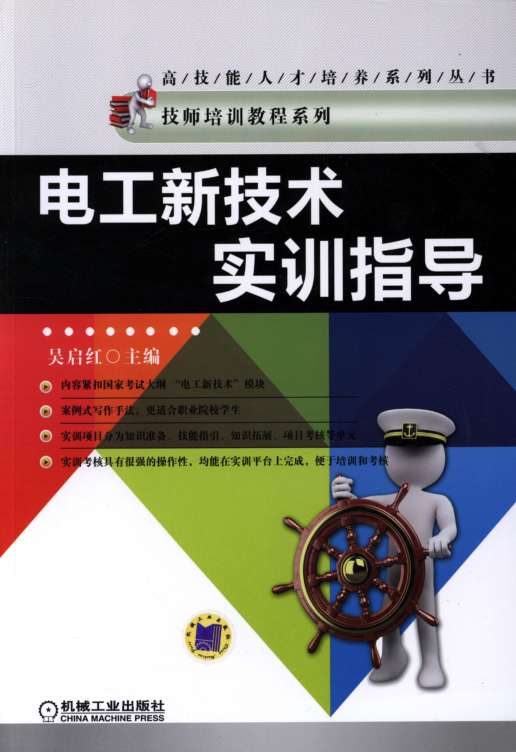 高/技/能/人/才/培/养/系/列/丛/书
技师培训教程系列
电工新技术
实训指导
吴启红○主编
内容紧扣国家考试大纲“电工新技术”模块
案例式写作手法，更适合职业院校学生
实训项目分为知识准备、技能指引、知识拓展、项目考核等单元
实训考核具有很强的操作性，均能在实训平台上完成，便于培训和考核
机械工业出版社
CHINA MACHINE PRESS